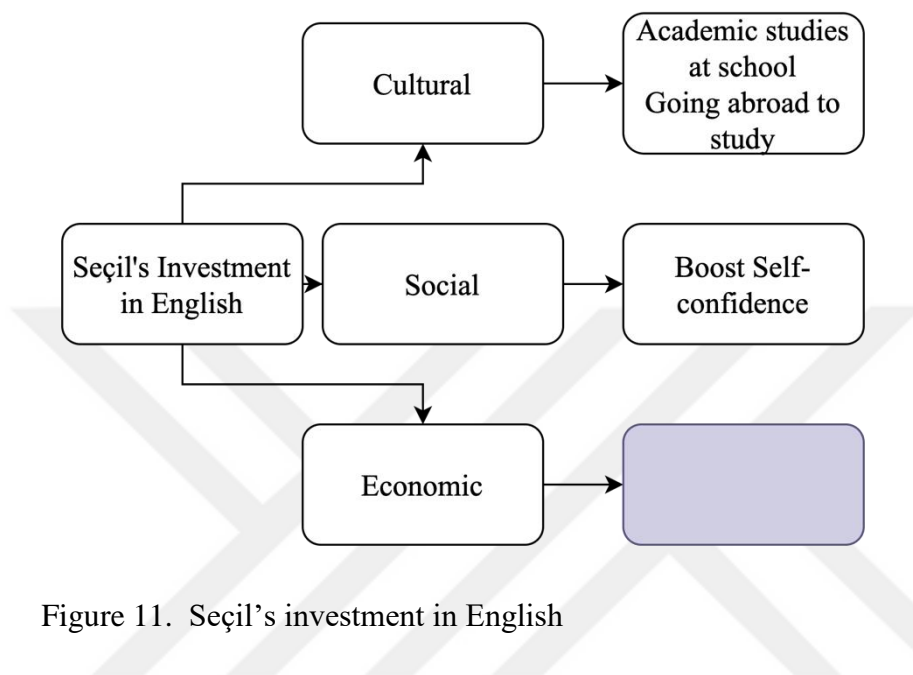 Cultural
Academic studies
at school
Going abroad to
study
Seçil's Investment
in English
Social
Boost Self-
confidence
Economic
Figure 11.  Seçil’s investment in English